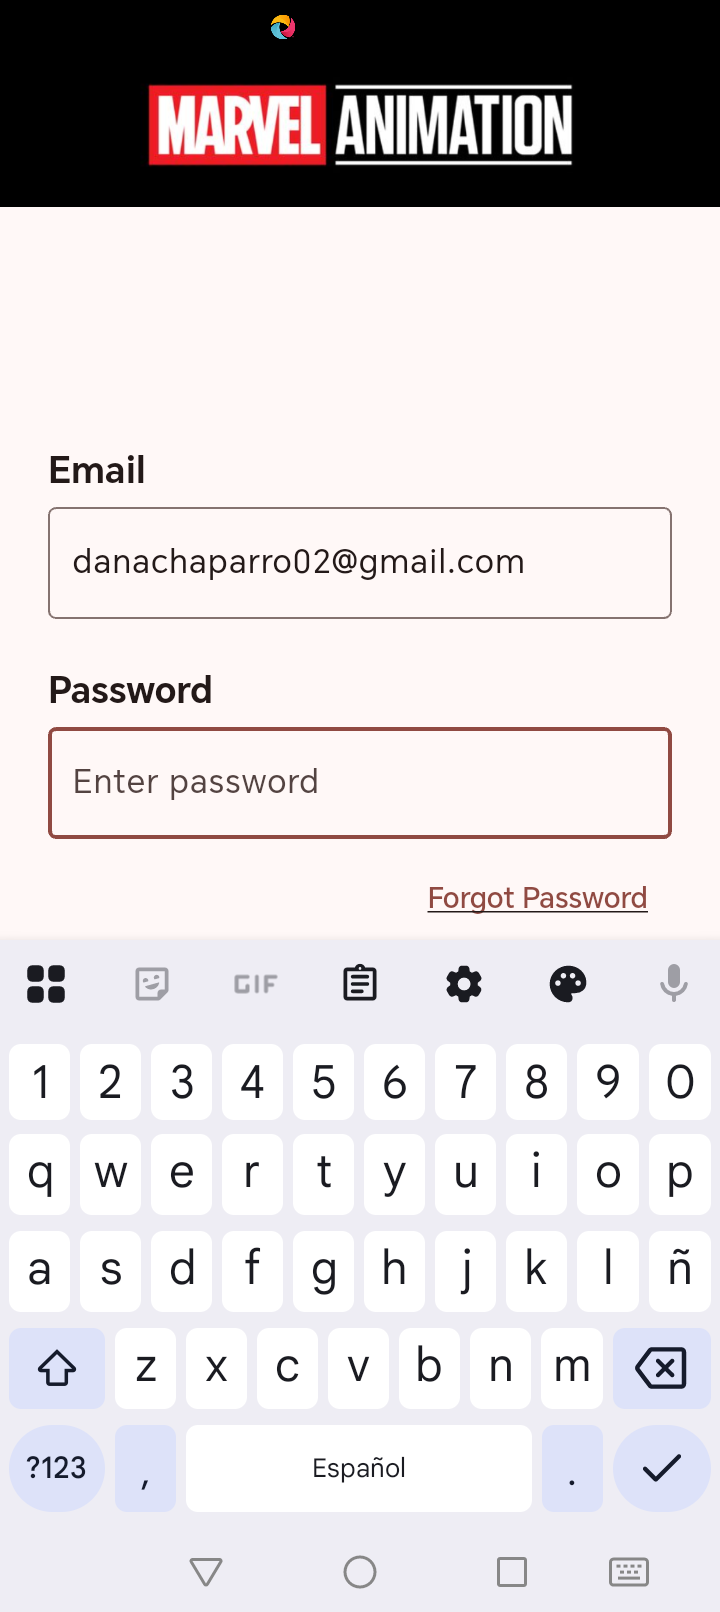 MARVEL ANIMATION
Email
danachaparro02@gmail.com
Password
Enter password
Forgot Password
GIF
1 2 3 4 5 6 7 8 9 0
q w e r t y u i o p
a s d f g h j k l ñ
z x c v b n m
?123 , Español .